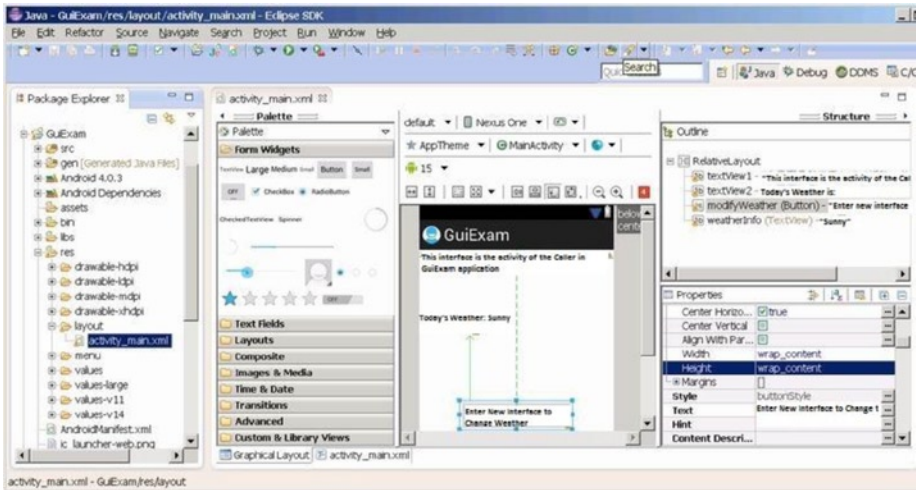 Java - GuiExam/res/layout/activity_main.xml - Eclipse SDK
File Edit Refactor Source Navigate Search Project Run Window Help
Search
Java Debug DDMS C/C
Package Explorer
GuiExam
src
gen [Generated Java Files]
Android 4.0.3
Android Dependencies
assets
bin
libs
res
drawable-hdpi
drawable-ldpi
drawable-mdpi
drawable-xhdpi
layout
activity_main.xml
menu
values
values-large
values-v11
values-v14
AndroidManifest.xml
ic_launcher-web.png
activity_main.xml
Palette
Palette
Form Widgets
TextView Large Medium Small Button Small
OFF CheckBox RadioButton
CheckedTextView Spinner
OFF
Text Fields
Layouts
Composite
Images & Media
Time & Date
Transitions
Advanced
Custom & Library Views
Graphical Layout activity_main.xml
default Nexus One
AppTheme MainActivity
15
GuiExam
This interface is the activity of the Caller in
GuiExam application
Today's Weather: Sunny
Enter New Interface to
Change Weather
Structure
Outline
RelativeLayout
textView1 - "This interface is the activity of the Cal
textView2 - Today's Weather is:
modifyWeather (Button) - "Enter new interface
weatherInfo (TextView) - "Sunny"
Properties
Center Horizo... true
Center Vertical
Align With Par...
Width wrap_content
Height wrap_content
Margins []
Style buttonStyle
Text Enter New Interface to Change t
Hint
Content Descri...
activity_main.xml - GuiExam/res/layout